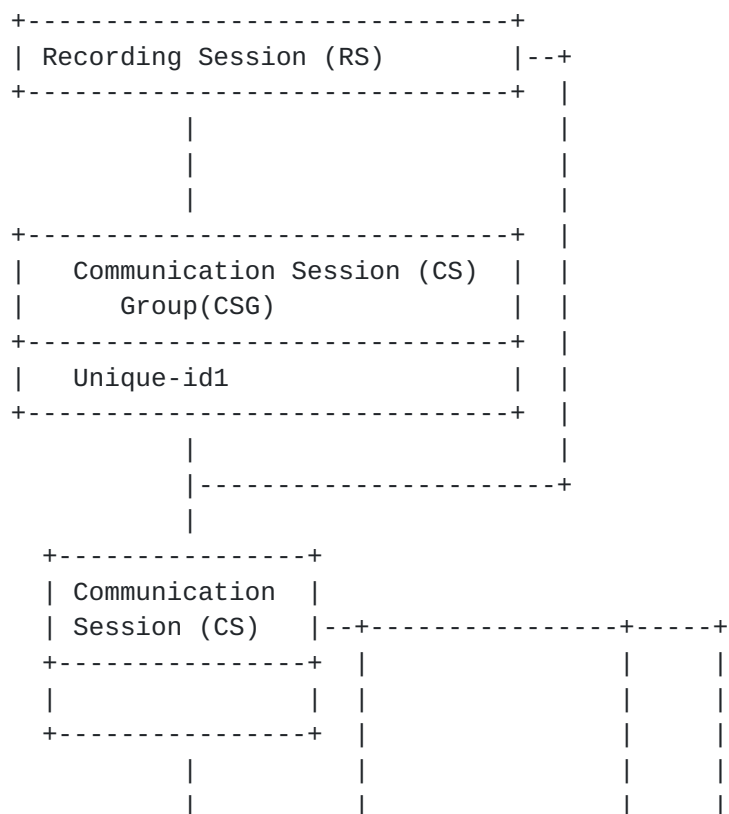 +-------------------------------+
| Recording Session (RS)        |--+
+-------------------------------+  |
           |                       |
           |                       |
           |                       |
+-------------------------------+  |
|   Communication Session (CS)  |  |
|      Group(CSG)               |  |
+-------------------------------+  |
|   Unique-id1                  |  |
+-------------------------------+  |
           |                       |
           |-----------------------+
           |
  +----------------+
  | Communication  |
  | Session (CS)   |--+----------------+-----+
  +----------------+  |                |     |
  |                |  |                |     |
  +----------------+  |                |     |
           |          |                |     |
           |          |                |     |